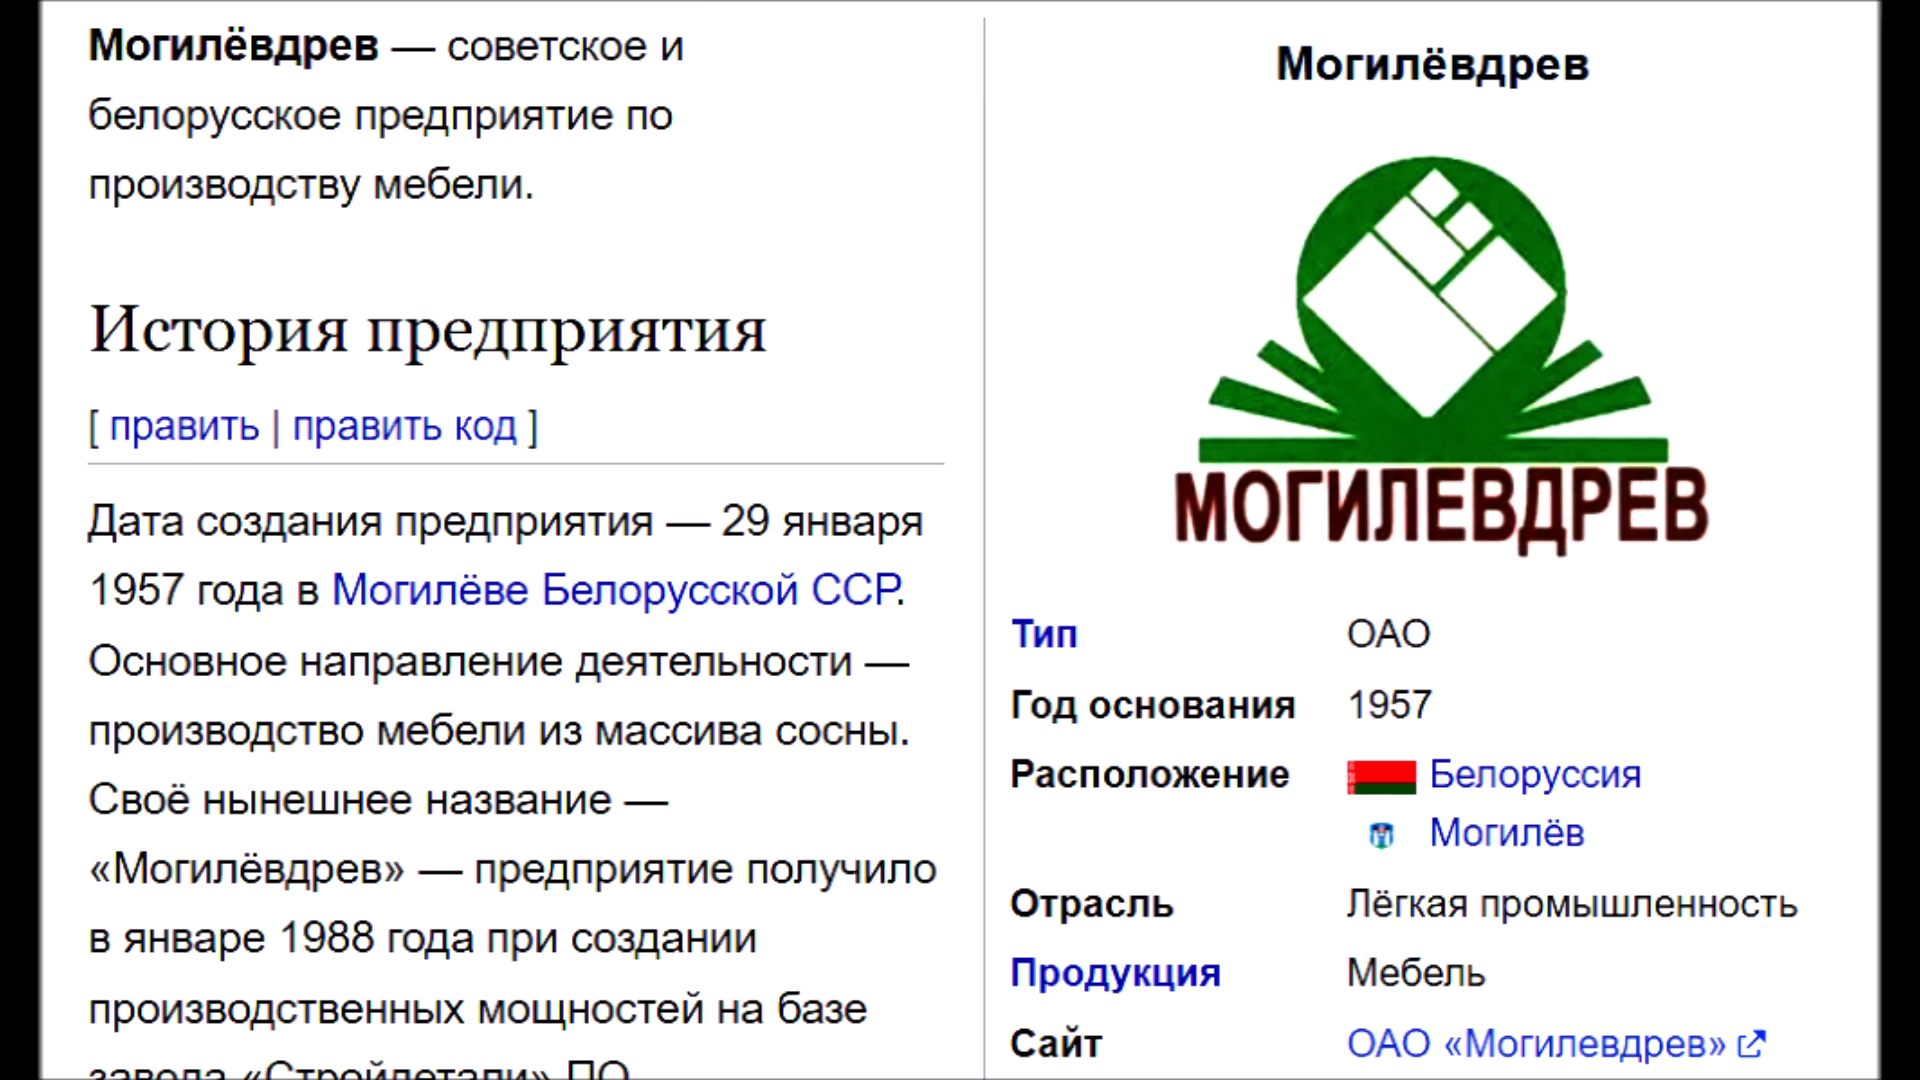 Могилёвдрев — советское и
белорусское предприятие по
производству мебели.
История предприятия
[ править | править код ]
Дата создания предприятия — 29 января
1957 года в Могилёве Белорусской ССР.
Основное направление деятельности —
производство мебели из массива сосны.
Своё нынешнее название —
«Могилёвдрев» — предприятие получило
в январе 1988 года при создании
производственных мощностей на базе
завода «Стройдетали» ПО
Могилёвдрев
МОГИЛЕВДРЕВ
Тип ОАО
Год основания 1957
Расположение Белоруссия
Могилёв
Отрасль Лёгкая промышленность
Продукция Мебель
Сайт ОАО «Могилевдрев»